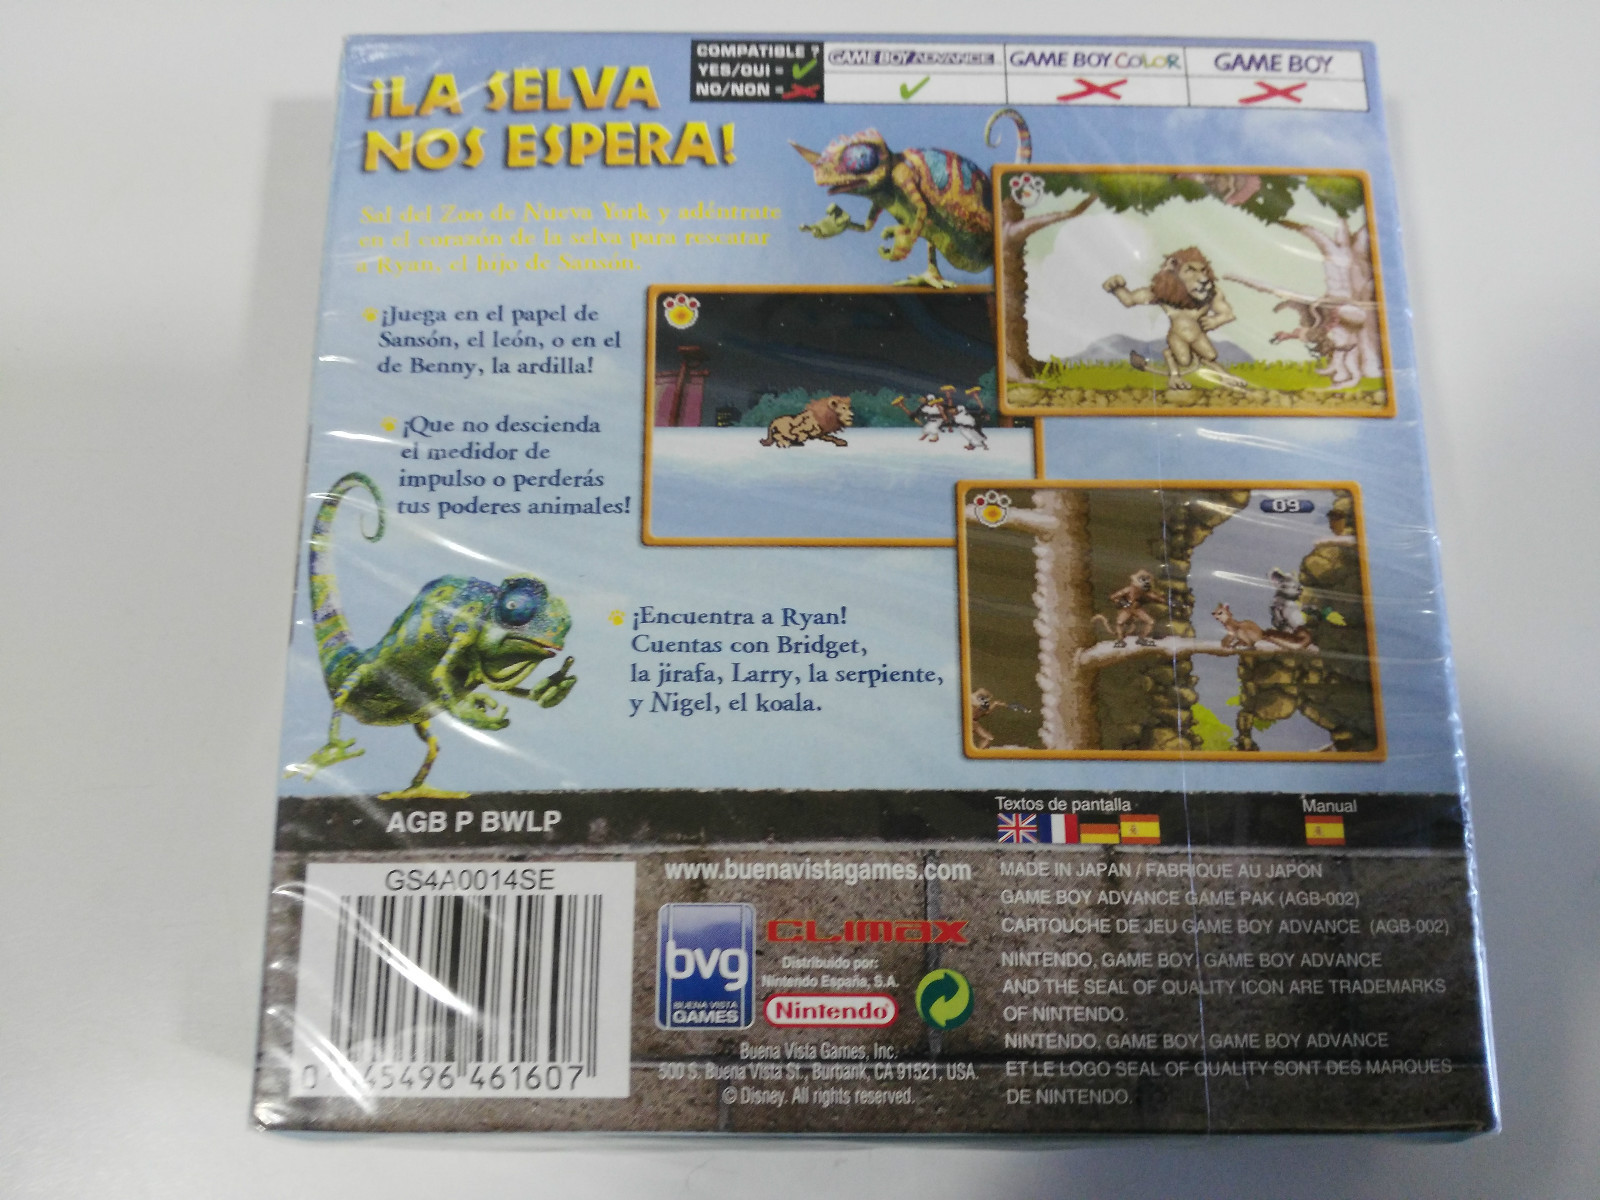 COMPATIBLE ?
YES/OUI =
NO/NON =
GAME BOY ADVANCE
GAME BOY COLOR
GAME BOY
¡LA SELVA
NOS ESPERA!
Sal del Zoo de Nueva York y adéntrate
en el corazón de la selva para rescatar
a Ryan, el hijo de Sansón.
¡Juega en el papel de
Sansón, el león, o en el
de Benny, la ardilla!
¡Que no descienda
el medidor de
impulso o perderás
tus poderes animales!
09
¡Encuentra a Ryan!
Cuentas con Bridget,
la jirafa, Larry, la serpiente,
y Nigel, el koala.
AGB P BWLP
Textos de pantalla
Manual
GS4A0014SE
45496 461607
www.buenavistagames.com
bvg
BUENA VISTA
GAMES
CLIMAX
Distribuido por:
Nintendo España, S.A.
Nintendo
Buena Vista Games, Inc.
500 S. Buena Vista St., Burbank, CA 91521, USA.
© Disney. All rights reserved.
MADE IN JAPAN / FABRIQUE AU JAPON
GAME BOY ADVANCE GAME PAK (AGB-002)
CARTOUCHE DE JEU GAME BOY ADVANCE (AGB-002)
NINTENDO, GAME BOY, GAME BOY ADVANCE
AND THE SEAL OF QUALITY ICON ARE TRADEMARKS
OF NINTENDO.
NINTENDO, GAME BOY, GAME BOY ADVANCE
ET LE LOGO SEAL OF QUALITY SONT DES MARQUES
DE NINTENDO.